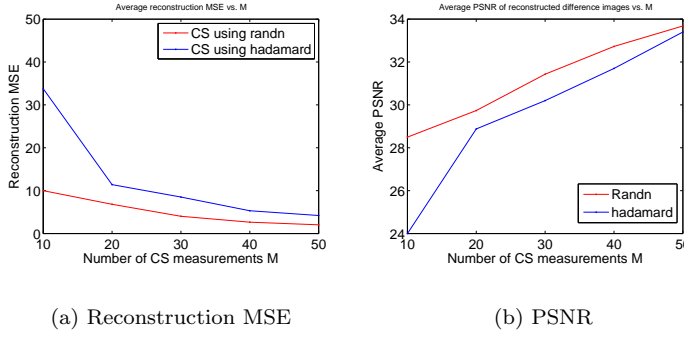 Average reconstruction MSE vs. M
50
40
30
20
10
0
Reconstruction MSE
CS using randn
CS using hadamard
10 20 30 40 50
Number of CS measurements M
(a) Reconstruction MSE
Average PSNR of reconstructed difference images vs. M
34
32
30
28
26
24
Average PSNR
Randn
hadamard
10 20 30 40 50
Number of CS measurements M
(b) PSNR